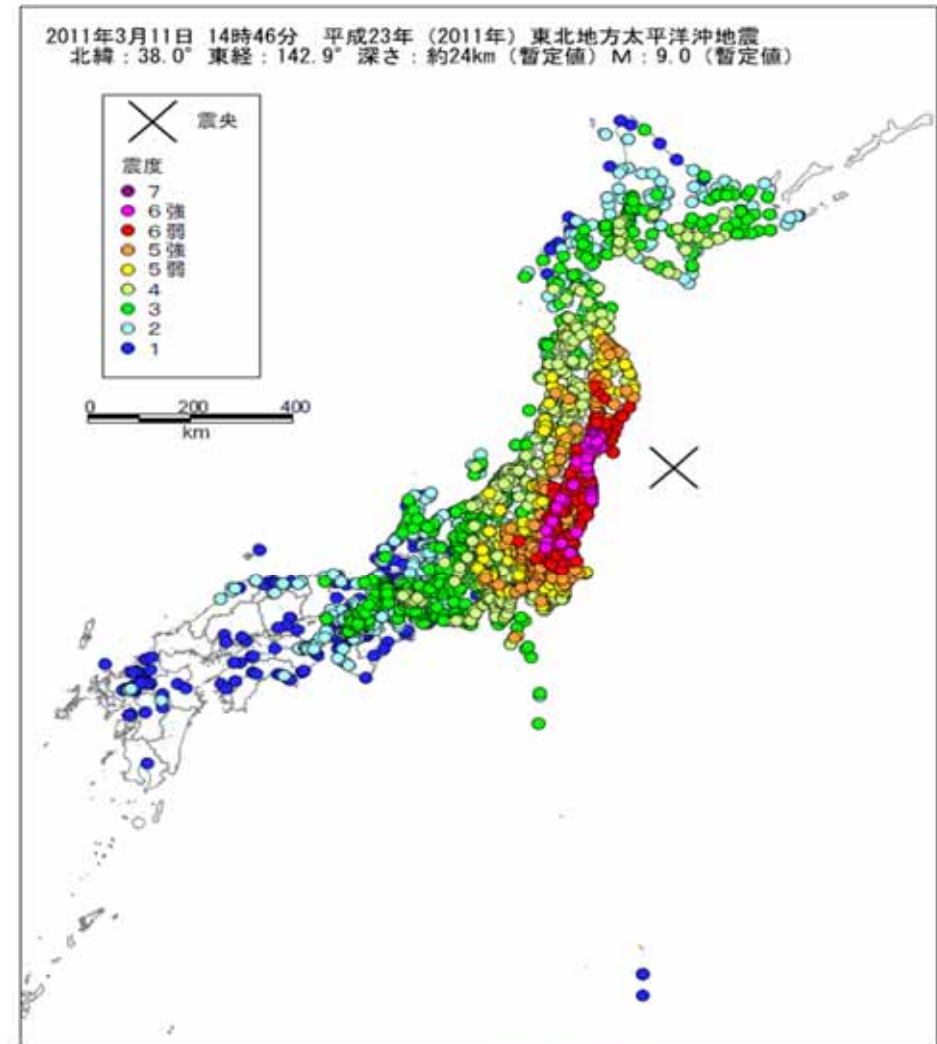 2011年3月11日 14時46分 平成23年（2011年）東北地方太平洋沖地震
北緯：38.0° 東経：142.9° 深さ：約24km（暫定値）M：9.0（暫定値）
震央
震度
7
6強
6弱
5強
5弱
4
3
2
1
0 200 400
km